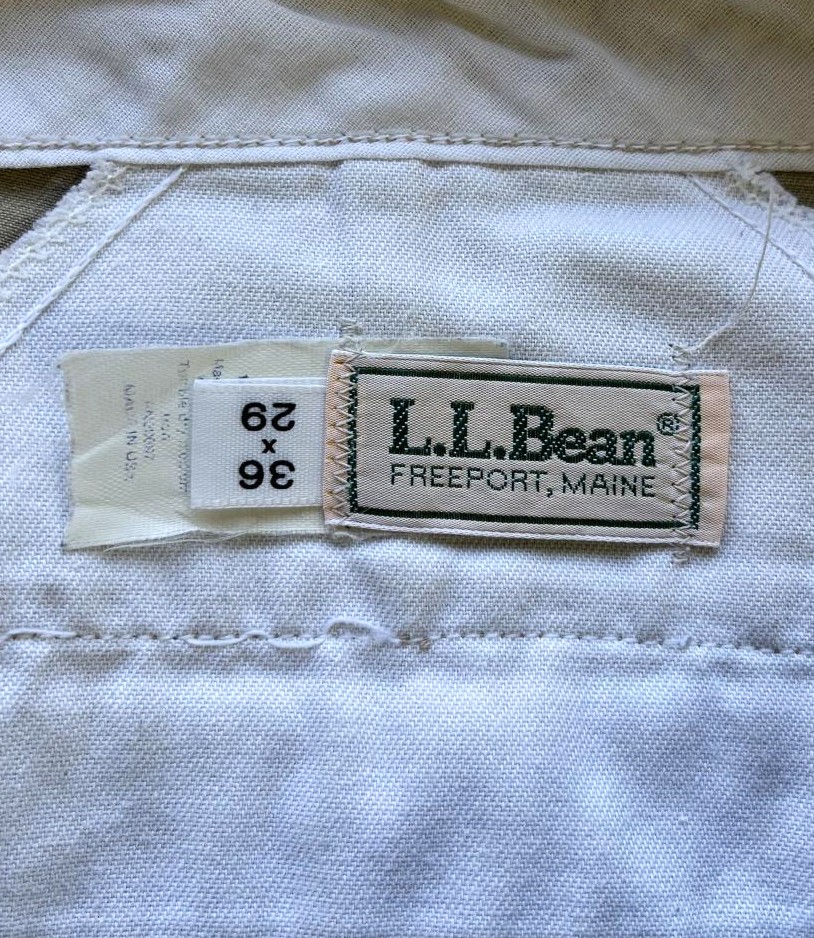 L.L.Bean®
FREEPORT, MAINE
36
x
29
MADE IN USA